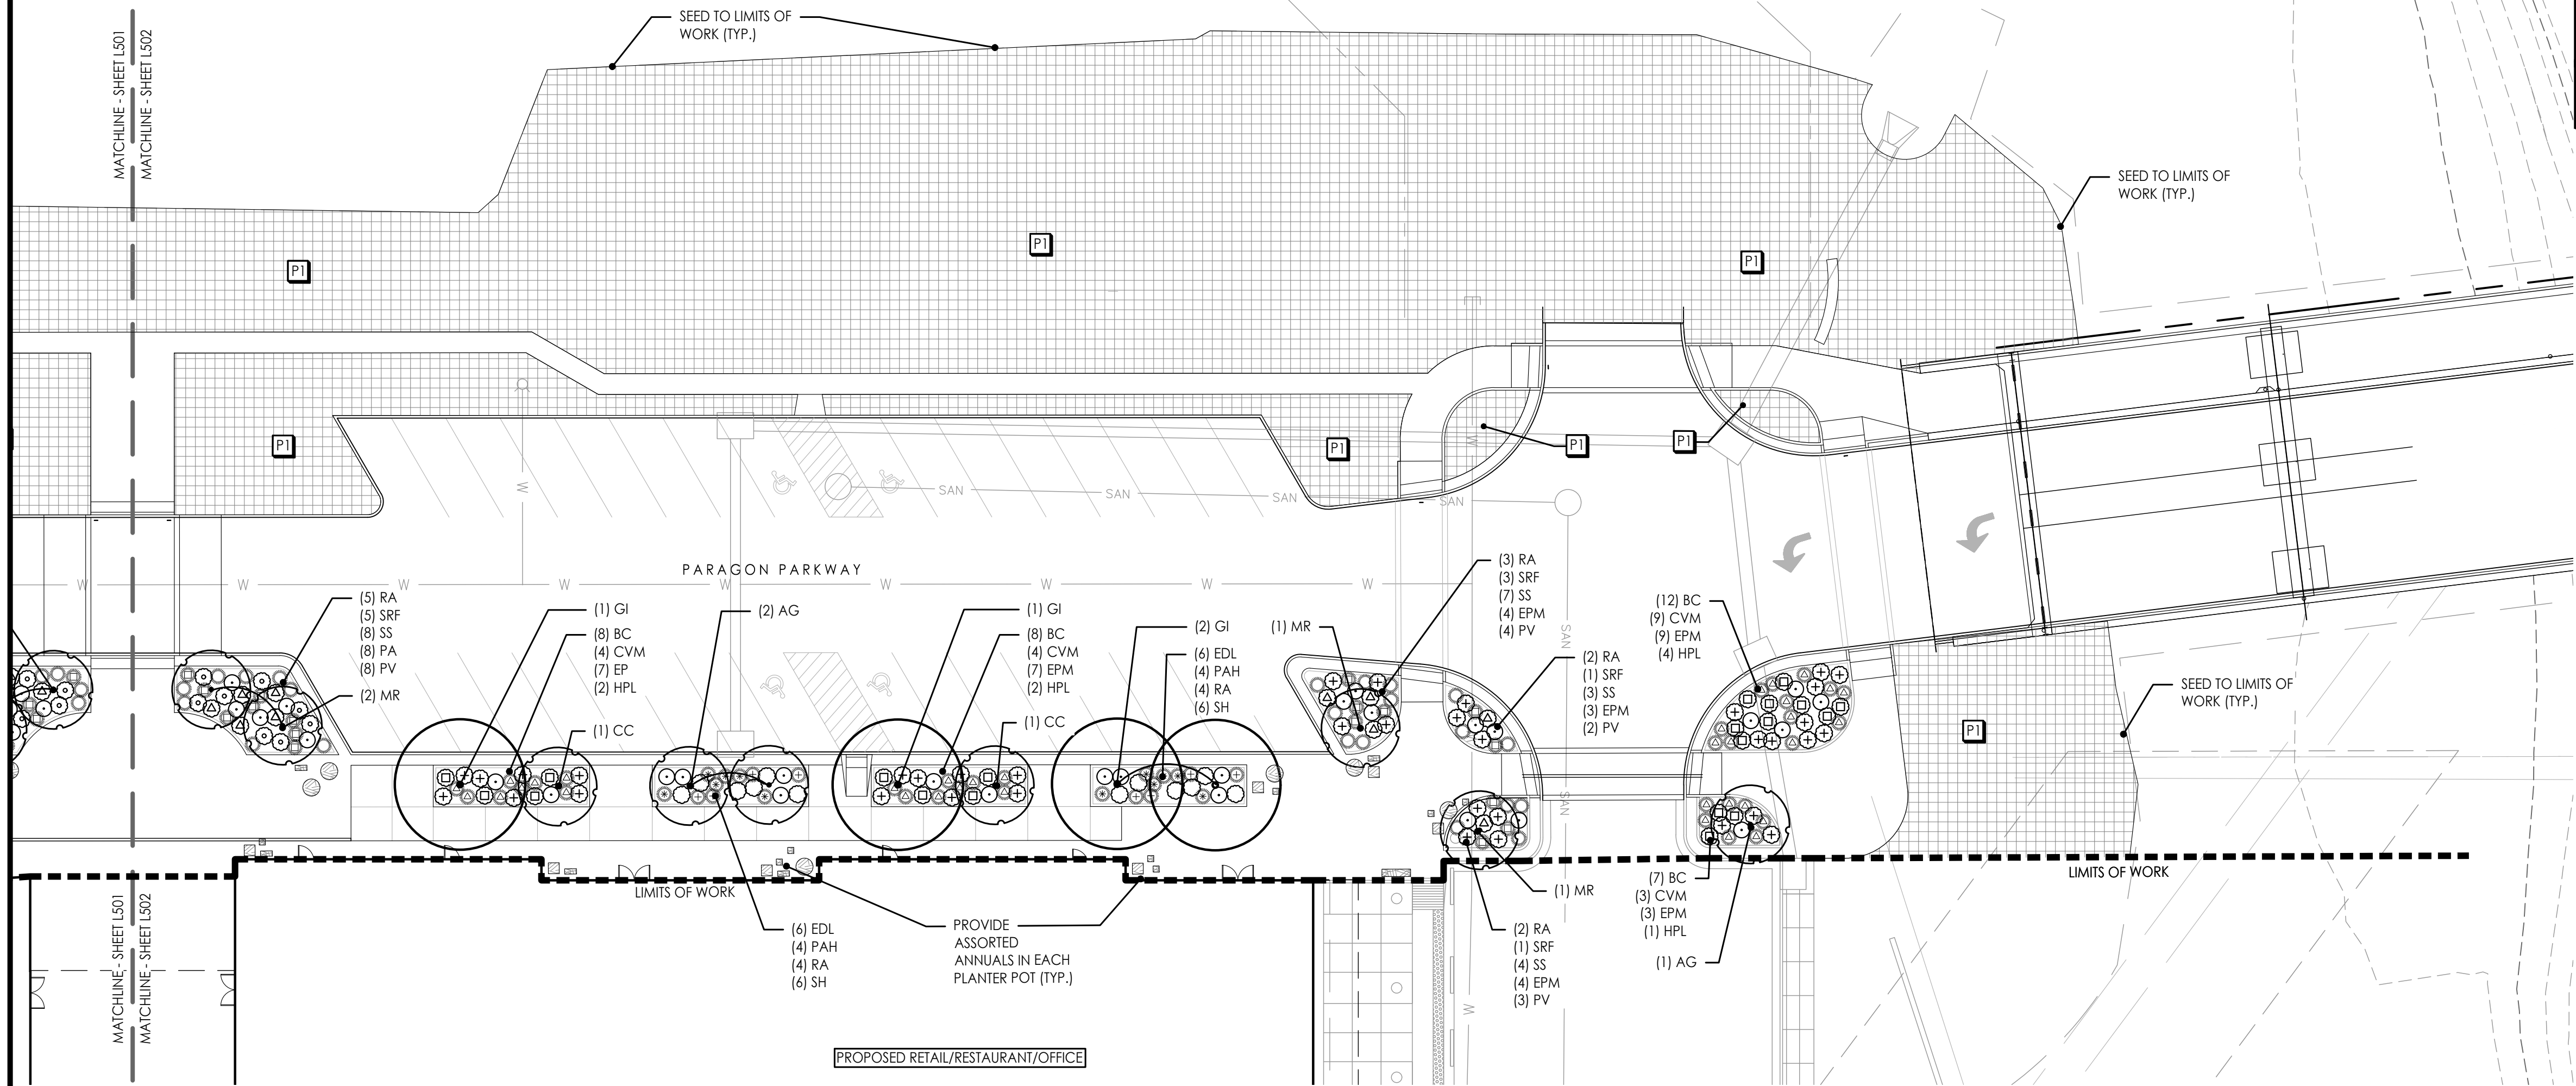 SEED TO LIMITS OF
WORK (TYP.)
MATCHLINE - SHEET L501
MATCHLINE - SHEET L502
SEED TO LIMITS OF
WORK (TYP.)
P1
P1
P1
P1
P1
P1
P1
W
W
SAN
SAN
SAN
SAN
PARAGON PARKWAY
W
W
W
W
W
W
W
W
W
SAN
(5) RA
(5) SRF
(8) SS
(8) PA
(8) PV
(2) MR
(1) GI
(8) BC
(4) CVM
(7) EP
(2) HPL
(1) CC
(2) AG
(1) GI
(8) BC
(4) CVM
(7) EPM
(2) HPL
(1) CC
(2) GI
(6) EDL
(4) PAH
(4) RA
(6) SH
(1) MR
(3) RA
(3) SRF
(7) SS
(4) EPM
(4) PV
(2) RA
(1) SRF
(3) SS
(3) EPM
(2) PV
(12) BC
(9) CVM
(9) EPM
(4) HPL
SEED TO LIMITS OF
WORK (TYP.)
P1
SAN
LIMITS OF WORK
LIMITS OF WORK
(6) EDL
(4) PAH
(4) RA
(6) SH
PROVIDE
ASSORTED
ANNUALS IN EACH
PLANTER POT (TYP.)
(1) MR
(2) RA
(1) SRF
(4) SS
(4) EPM
(3) PV
(7) BC
(3) CVM
(3) EPM
(1) HPL
(1) AG
W
MATCHLINE - SHEET L501
MATCHLINE - SHEET L502
PROPOSED RETAIL/RESTAURANT/OFFICE